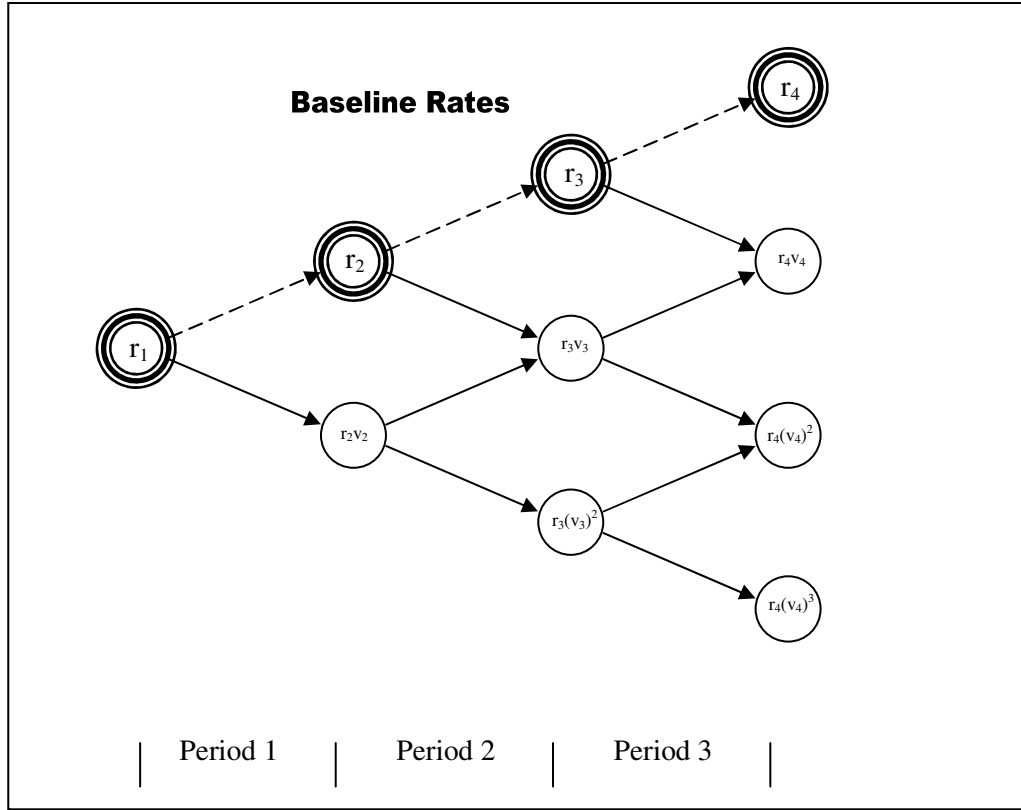 r₄
Baseline Rates
r₃
r₂
r₄v₄
r₁
r₃v₃
r₂v₂
r₄(v₄)²
r₃(v₃)²
r₄(v₄)³
Period 1 Period 2 Period 3